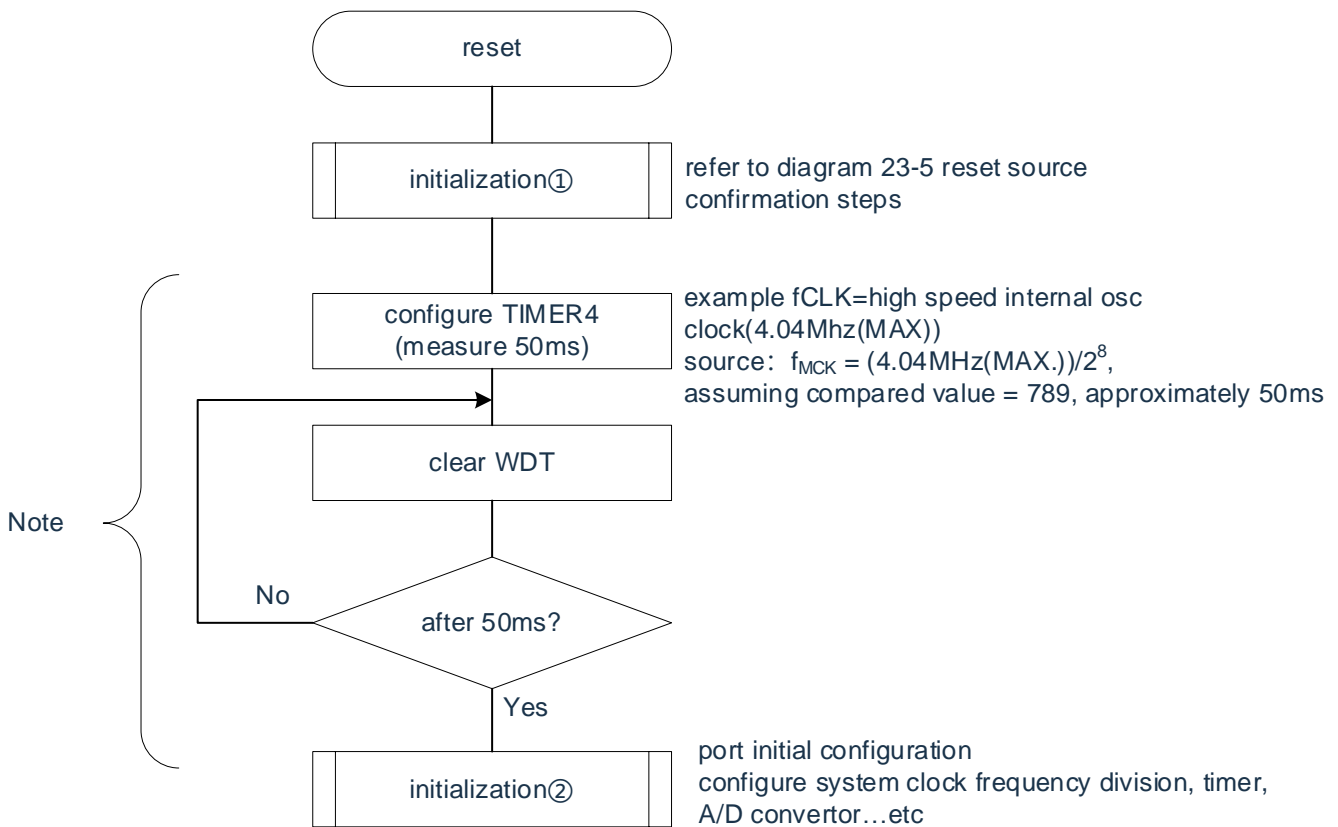 reset
initialization①
refer to diagram 23-5 reset source
confirmation steps
configure TIMER4
(measure 50ms)
example fCLK=high speed internal osc
clock(4.04Mhz(MAX))
source: fMCK = (4.04MHz(MAX.))/2⁸,
assuming compared value = 789, approximately 50ms
clear WDT
Note
No
after 50ms?
Yes
initialization②
port initial configuration
configure system clock frequency division, timer,
A/D convertor…etc